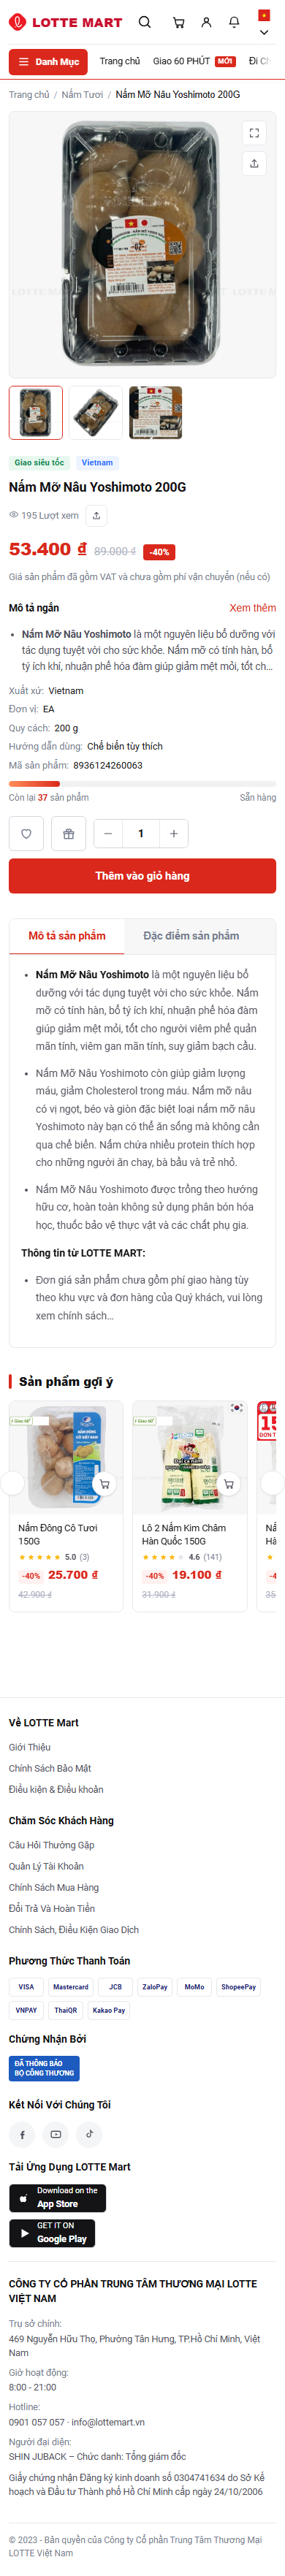 LOTTE MART
Danh Mục
Trang chủ
Giao 60 PHÚT
MỚI
Trang chủ / Nấm Tươi / Nấm Mỡ Nâu Yoshimoto 200G
LOTTE MART
Giao siêu tốc
Vietnam
Nấm Mỡ Nâu Yoshimoto 200G
195 Lượt xem
53.400 ₫ 89.000 ₫ -40%
Giá sản phẩm đã gồm VAT và chưa gồm phí vận chuyển (nếu có)
Mô tả ngắn
Xem thêm
Nấm Mỡ Nâu Yoshimoto là một nguyên liệu bổ dưỡng với
tác dụng tuyệt vời cho sức khỏe. Nấm mỡ có tính hàn, bổ
tỳ ích khí, nhuận phế hóa đàm giúp giảm mệt mỏi, tốt ch…
Xuất xứ: Vietnam
Đơn vị: EA
Quy cách: 200 g
Hướng dẫn dùng: Chế biến tùy thích
Mã sản phẩm: 8936124260063
Còn lại 37 sản phẩm
Sẵn hàng
1
Thêm vào giỏ hàng
Mô tả sản phẩm
Đặc điểm sản phẩm
Nấm Mỡ Nâu Yoshimoto là một nguyên liệu bổ
dưỡng với tác dụng tuyệt vời cho sức khỏe. Nấm
mỡ có tính hàn, bổ tỳ ích khí, nhuận phế hóa đàm
giúp giảm mệt mỏi, tốt cho người viêm phế quản
mãn tính, viêm gan mãn tính, suy giảm bạch cầu.
Nấm Mỡ Nâu Yoshimoto còn giúp giảm lượng
máu, giảm Cholesterol trong máu. Nấm mỡ nâu
có vị ngọt, béo và giòn đặc biệt loại nấm mỡ nâu
Yoshimoto này bạn có thể ăn sống mà không cần
qua chế biến. Nấm chứa nhiều protein thích hợp
cho những người ăn chay, bà bầu và trẻ nhỏ.
Nấm Mỡ Nâu Yoshimoto được trồng theo hướng
hữu cơ, hoàn toàn không sử dụng phân bón hóa
học, thuốc bảo vệ thực vật và các chất phụ gia.
Thông tin từ LOTTE MART:
Đơn giá sản phẩm chưa gồm phí giao hàng tùy
theo khu vực và đơn hàng của Quý khách, vui lòng
xem chính sách…
Sản phẩm gợi ý
Nấm Đông Cô Tươi
150G
5.0 (3)
-40% 25.700 ₫
42.900 ₫
Lô 2 Nấm Kim Châm
Hàn Quốc 150G
4.6 (141)
-40% 19.100 ₫
31.900 ₫
Về LOTTE Mart
Giới Thiệu
Chính Sách Bảo Mật
Điều kiện & Điều khoản
Chăm Sóc Khách Hàng
Câu Hỏi Thường Gặp
Quản Lý Tài Khoản
Chính Sách Mua Hàng
Đổi Trả Và Hoàn Tiền
Chính Sách, Điều Kiện Giao Dịch
Phương Thức Thanh Toán
VISA
Mastercard
JCB
ZaloPay
MoMo
ShopeePay
VNPAY
ThaiQR
Kakao Pay
Chứng Nhận Bởi
ĐÃ THÔNG BÁO
BỘ CÔNG THƯƠNG
Kết Nối Với Chúng Tôi
Tải Ứng Dụng LOTTE Mart
Download on the
App Store
GET IT ON
Google Play
CÔNG TY CỔ PHẦN TRUNG TÂM THƯƠNG MẠI LOTTE
VIỆT NAM
Trụ sở chính:
469 Nguyễn Hữu Thọ, Phường Tân Hưng, TP.Hồ Chí Minh, Việt
Nam
Giờ hoạt động:
8:00 - 21:00
Hotline:
0901 057 057 · info@lottemart.vn
Người đại diện:
SHIN JUBACK – Chức danh: Tổng giám đốc
Giấy chứng nhận Đăng ký kinh doanh số 0304741634 do Sở Kế
hoạch và Đầu tư Thành phố Hồ Chí Minh cấp ngày 24/10/2006
© 2023 - Bản quyền của Công ty Cổ phần Trung Tâm Thương Mại
LOTTE Việt Nam